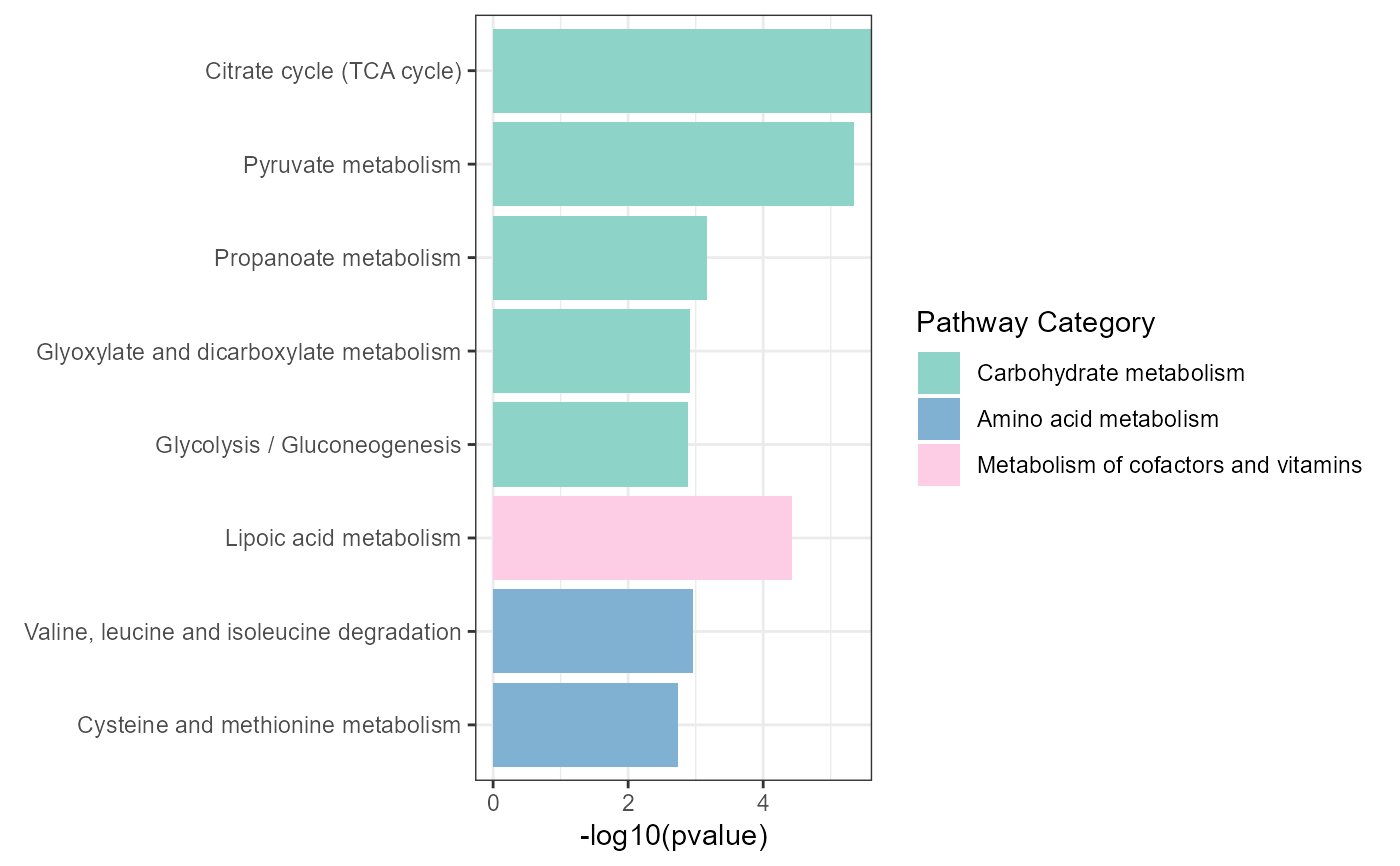 Citrate cycle (TCA cycle)
Pyruvate metabolism
Propanoate metabolism
Glyoxylate and dicarboxylate metabolism
Glycolysis / Gluconeogenesis
Lipoic acid metabolism
Valine, leucine and isoleucine degradation
Cysteine and methionine metabolism
0 2 4
-log10(pvalue)
Pathway Category
Carbohydrate metabolism
Amino acid metabolism
Metabolism of cofactors and vitamins